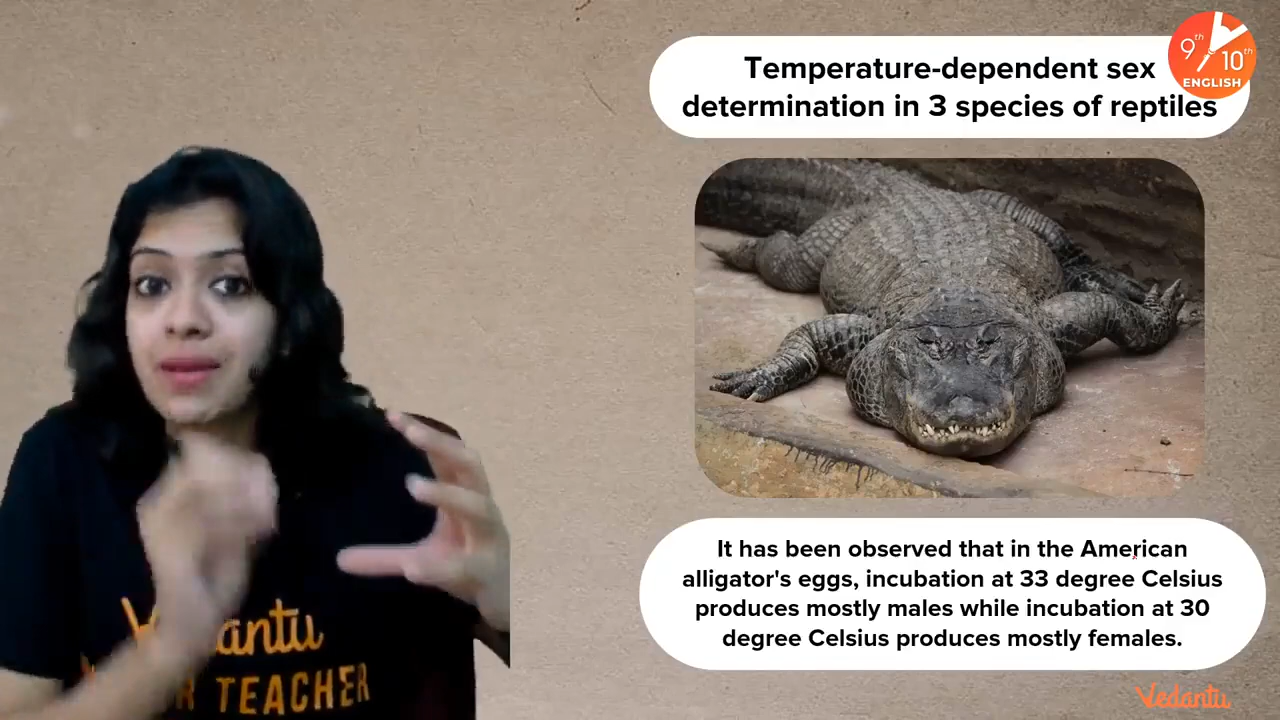 Temperature-dependent sex
determination in 3 species of reptiles
9th
10th
ENGLISH
It has been observed that in the American
alligator's eggs, incubation at 33 degree Celsius
produces mostly males while incubation at 30
degree Celsius produces mostly females.
Vedantu
TEACHER
Vedantu